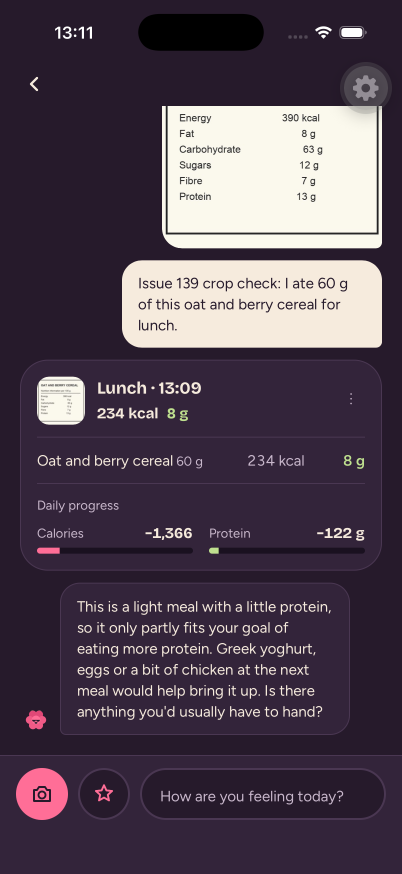 13:11
Energy 390 kcal
Fat 8 g
Carbohydrate 63 g
Sugars 12 g
Fibre 7 g
Protein 13 g
Issue 139 crop check: I ate 60 g
of this oat and berry cereal for
lunch.
OAT AND BERRY CEREAL
Lunch · 13:09
234 kcal 8 g
Oat and berry cereal 60 g 234 kcal 8 g
Daily progress
Calories −1,366 Protein −122 g
This is a light meal with a little protein,
so it only partly fits your goal of
eating more protein. Greek yoghurt,
eggs or a bit of chicken at the next
meal would help bring it up. Is there
anything you'd usually have to hand?
How are you feeling today?